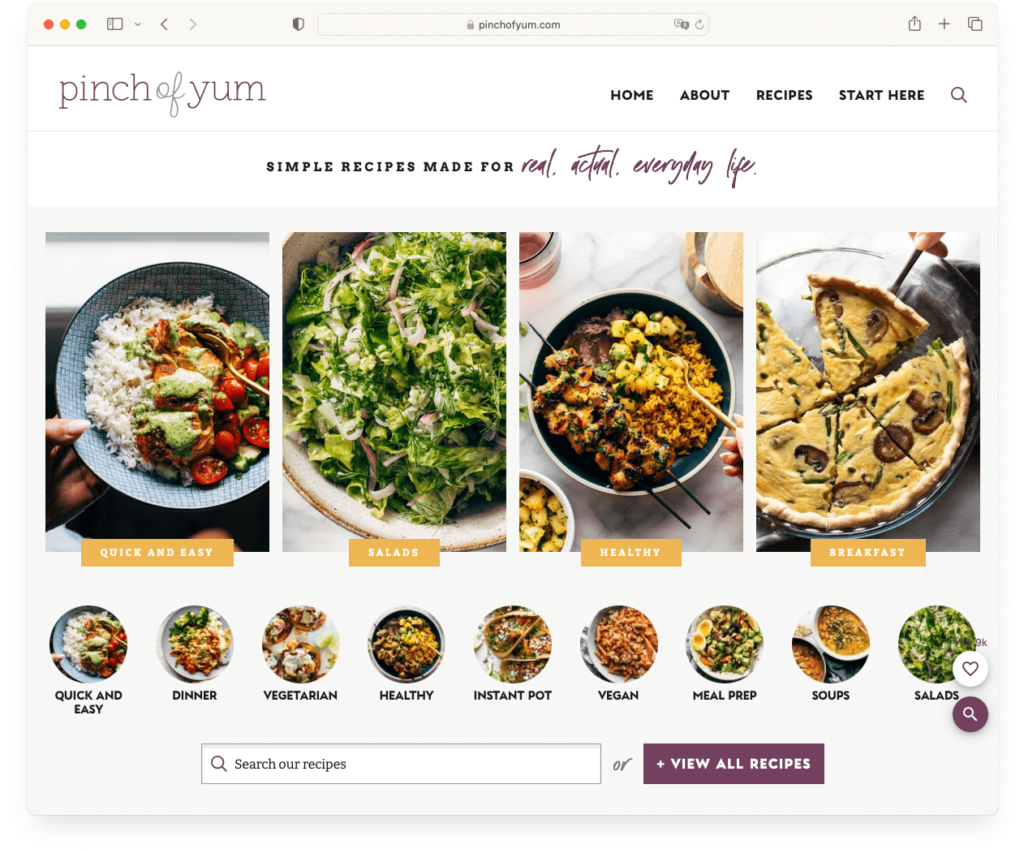 pinchofyum.com
pinch of yum
HOME ABOUT RECIPES START HERE
SIMPLE RECIPES MADE FOR real. actual. everyday life.
QUICK AND EASY SALADS HEALTHY BREAKFAST
QUICK AND EASY DINNER VEGETARIAN HEALTHY INSTANT POT VEGAN MEAL PREP SOUPS SALADS
Search our recipes or + VIEW ALL RECIPES